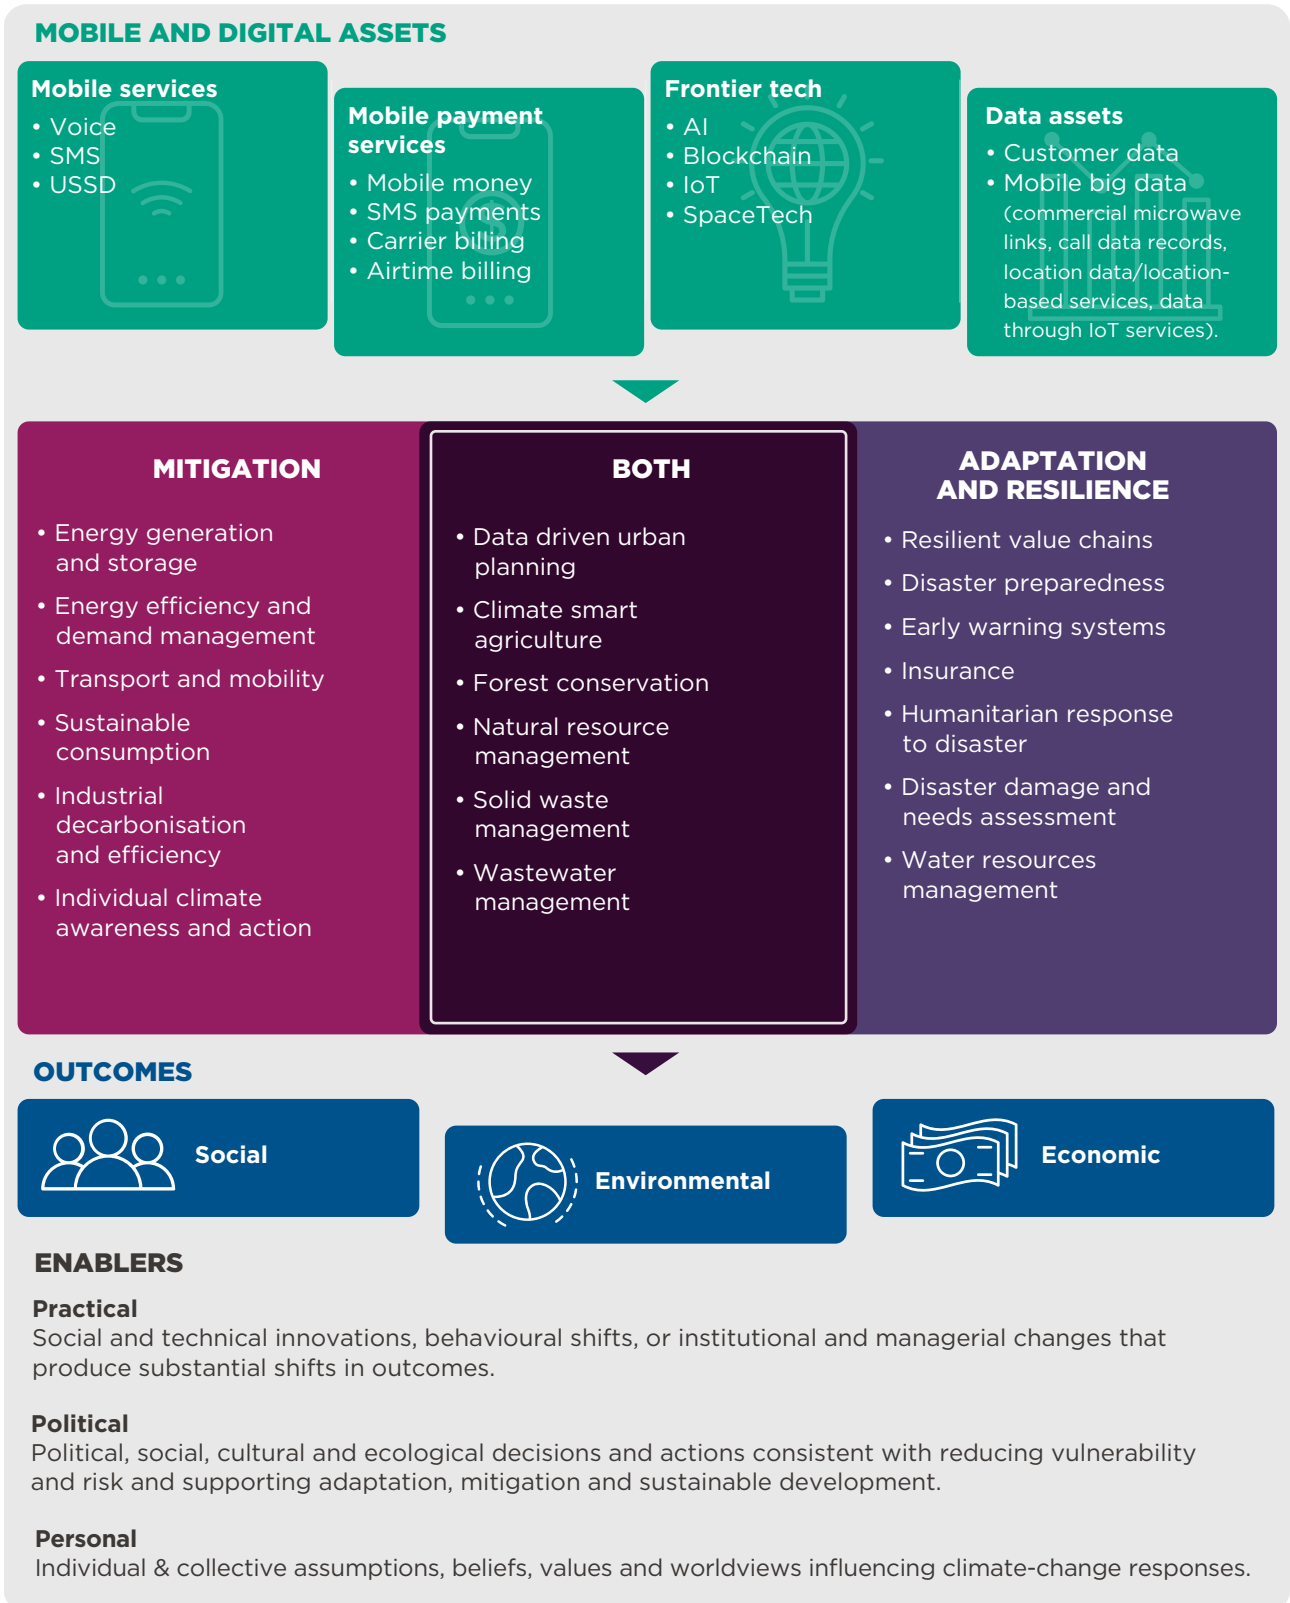 MOBILE AND DIGITAL ASSETS
Mobile services
• Voice
• SMS
• USSD
Mobile payment
services
• Mobile money
• SMS payments
• Carrier billing
• Airtime billing
Frontier tech
• AI
• Blockchain
• IoT
• SpaceTech
Data assets
• Customer data
• Mobile big data
(commercial microwave
links, call data records,
location data/location-
based services, data
through IoT services).
MITIGATION
• Energy generation
and storage
• Energy efficiency and
demand management
• Transport and mobility
• Sustainable
consumption
• Industrial
decarbonisation
and efficiency
• Individual climate
awareness and action
BOTH
• Data driven urban
planning
• Climate smart
agriculture
• Forest conservation
• Natural resource
management
• Solid waste
management
• Wastewater
management
ADAPTATION
AND RESILIENCE
• Resilient value chains
• Disaster preparedness
• Early warning systems
• Insurance
• Humanitarian response
to disaster
• Disaster damage and
needs assessment
• Water resources
management
OUTCOMES
Social
Environmental
Economic
ENABLERS
Practical
Social and technical innovations, behavioural shifts, or institutional and managerial changes that
produce substantial shifts in outcomes.
Political
Political, social, cultural and ecological decisions and actions consistent with reducing vulnerability
and risk and supporting adaptation, mitigation and sustainable development.
Personal
Individual & collective assumptions, beliefs, values and worldviews influencing climate-change responses.